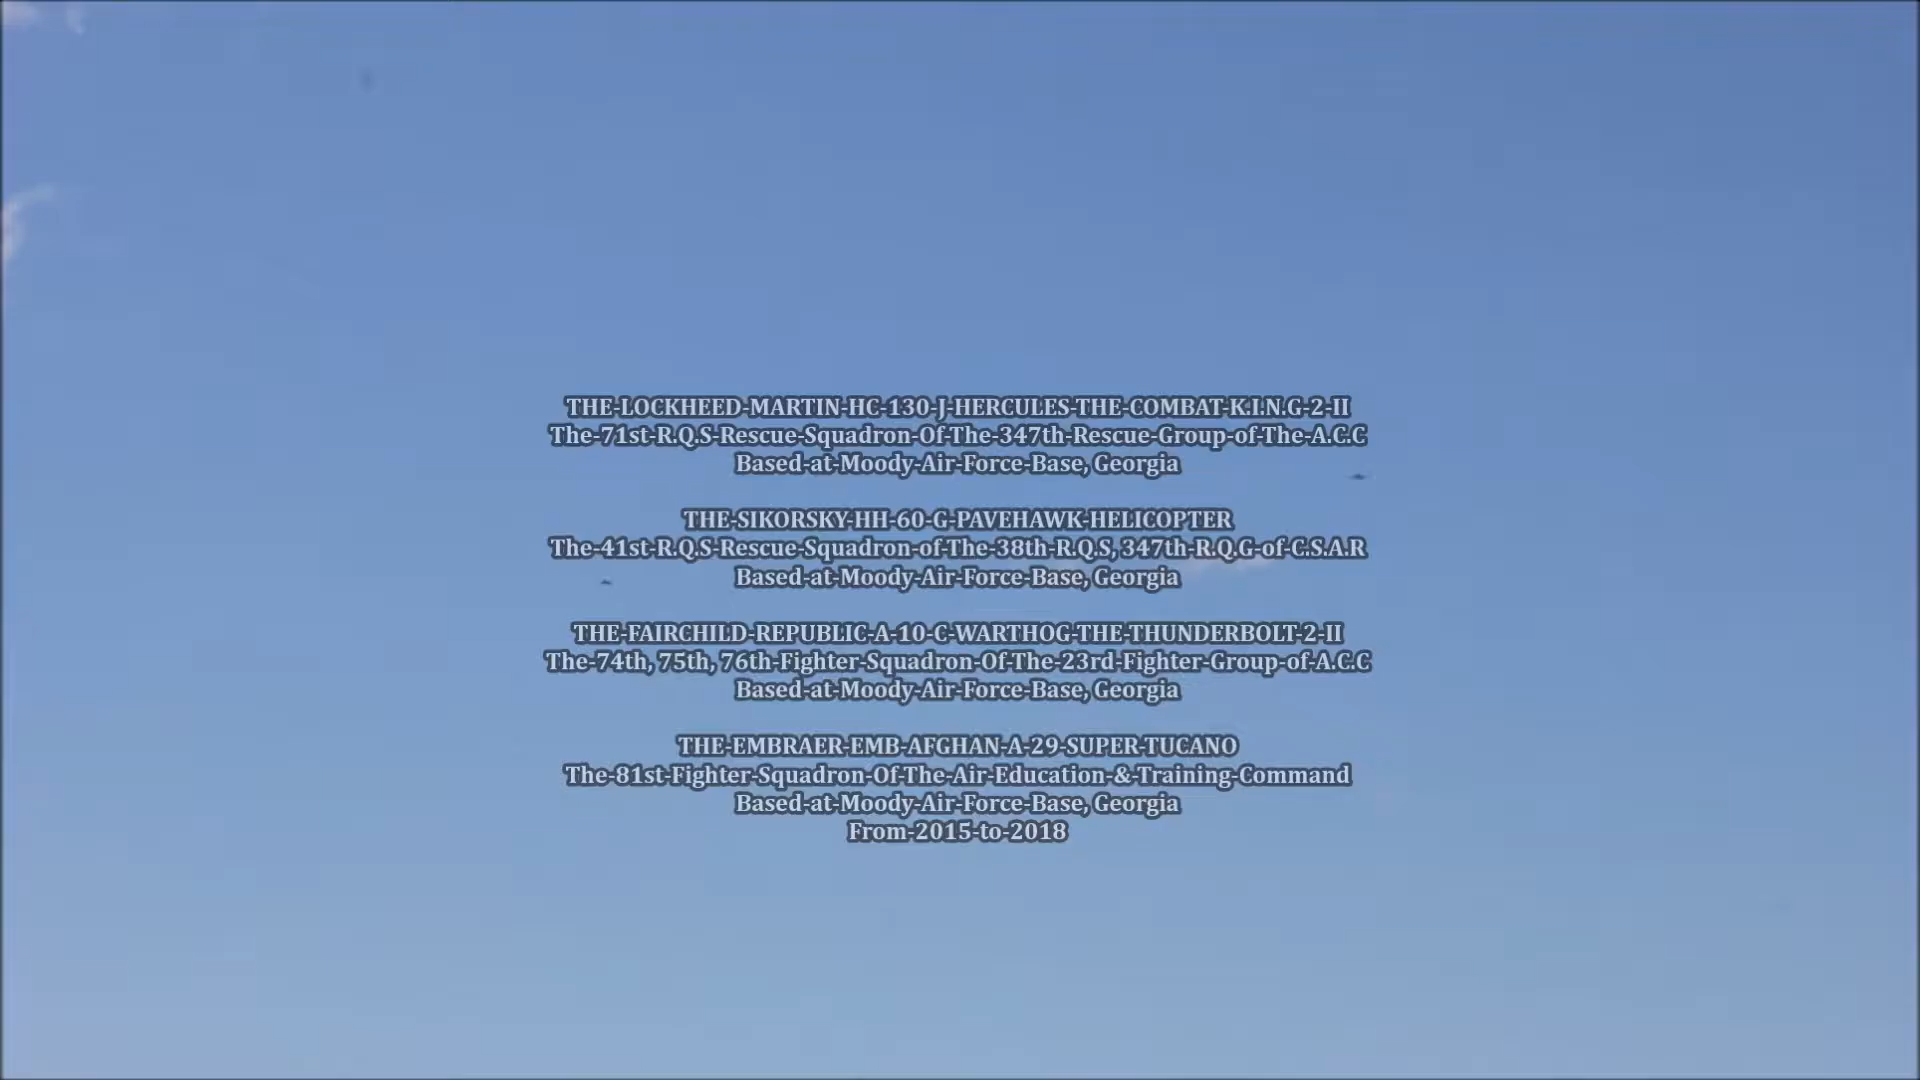 THE-LOCKHEED-MARTIN-HC-130-J-HERCULES-THE-COMBAT-K.I.N.G-2-II
The-71st-R.Q.S-Rescue-Squadron-Of-The-347th-Rescue-Group-of-The-A.C.C
Based-at-Moody-Air-Force-Base, Georgia
THE-SIKORSKY-HH-60-G-PAVEHAWK-HELICOPTER
The-41st-R.Q.S-Rescue-Squadron-of-The-38th-R.Q.S, 347th-R.Q.G-of-C.S.A.R
Based-at-Moody-Air-Force-Base, Georgia
THE-FAIRCHILD-REPUBLIC-A-10-C-WARTHOG-THE-THUNDERBOLT-2-II
The-74th, 75th, 76th-Fighter-Squadron-Of-The-23rd-Fighter-Group-of-A.C.C
Based-at-Moody-Air-Force-Base, Georgia
THE-EMBRAER-EMB-AFGHAN-A-29-SUPER-TUCANO
The-81st-Fighter-Squadron-Of-The-Air-Education-&-Training-Command
Based-at-Moody-Air-Force-Base, Georgia
From-2015-to-2018